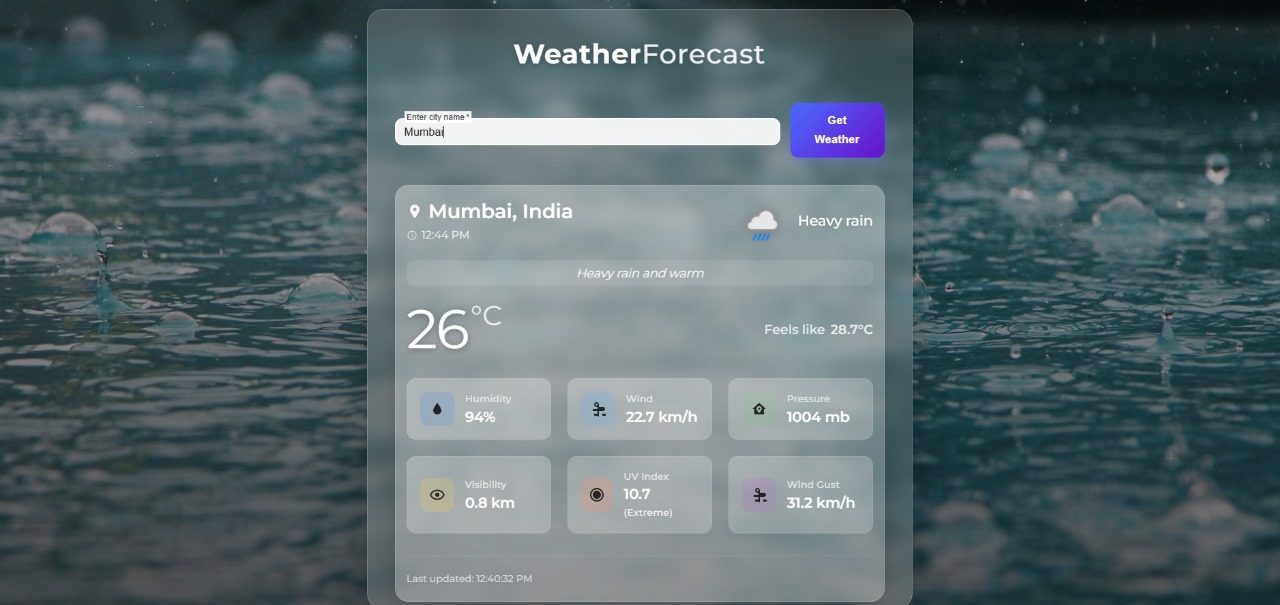 WeatherForecast
Enter city name *
Mumbai
Get
Weather
Mumbai, India
12:44 PM
Heavy rain
Heavy rain and warm
26°C
Feels like 28.7°C
Humidity
94%
Wind
22.7 km/h
Pressure
1004 mb
Visibility
0.8 km
UV Index
10.7
(Extreme)
Wind Gust
31.2 km/h
Last updated: 12:40:32 PM